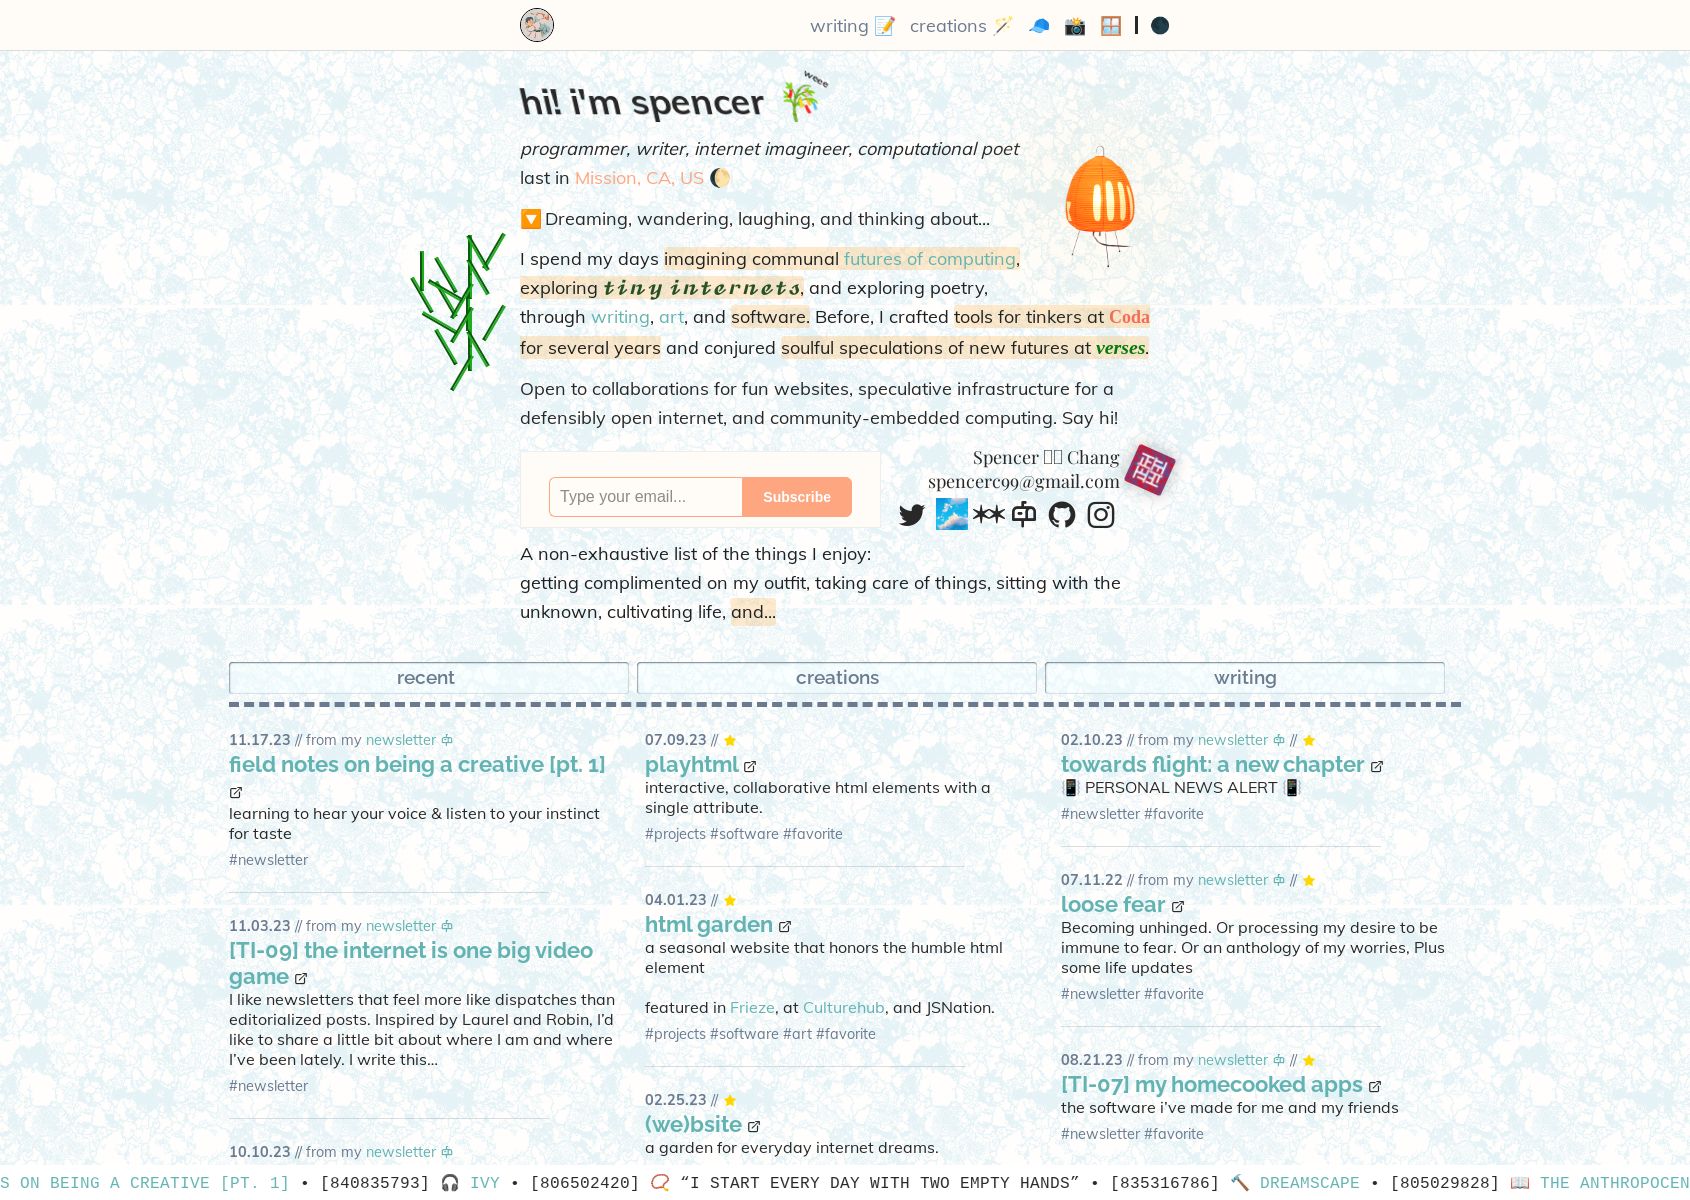 writing 📝 creations 🪄 🧢 📸 🪟 | 🌑
weee
hi! i'm spencer
programmer, writer, internet imagineer, computational poet
last in Mission, CA, US 🌔
🔽 Dreaming, wandering, laughing, and thinking about...
I spend my days imagining communal futures of computing,
exploring tiny internets, and exploring poetry,
through writing, art, and software. Before, I crafted tools for tinkers at Coda
for several years and conjured soulful speculations of new futures at verses.
Open to collaborations for fun websites, speculative infrastructure for a
defensibly open internet, and community-embedded computing. Say hi!
Type your email... Subscribe
Spencer Chang
spencerc99@gmail.com
A non-exhaustive list of the things I enjoy:
getting complimented on my outfit, taking care of things, sitting with the
unknown, cultivating life, and...
recent
creations
writing
11.17.23 // from my newsletter
field notes on being a creative [pt. 1]
learning to hear your voice & listen to your instinct
for taste
#newsletter
11.03.23 // from my newsletter
[TI-09] the internet is one big video
game
I like newsletters that feel more like dispatches than
editorialized posts. Inspired by Laurel and Robin, I'd
like to share a little bit about where I am and where
I've been lately. I write this...
#newsletter
10.10.23 // from my newsletter
07.09.23 // ⭐
playhtml
interactive, collaborative html elements with a
single attribute.
#projects #software #favorite
04.01.23 // ⭐
html garden
a seasonal website that honors the humble html
element
featured in Frieze, at Culturehub, and JSNation.
#projects #software #art #favorite
02.25.23 // ⭐
(we)bsite
a garden for everyday internet dreams.
02.10.23 // from my newsletter // ⭐
towards flight: a new chapter
📳 PERSONAL NEWS ALERT 📳
#newsletter #favorite
07.11.22 // from my newsletter // ⭐
loose fear
Becoming unhinged. Or processing my desire to be
immune to fear. Or an anthology of my worries, Plus
some life updates
#newsletter #favorite
08.21.23 // from my newsletter // ⭐
[TI-07] my homecooked apps
the software i've made for me and my friends
#newsletter #favorite
S ON BEING A CREATIVE [PT. 1] • [840835793] 🎧 IVY • [806502420] 📿 “I START EVERY DAY WITH TWO EMPTY HANDS” • [835316786] 🔨 DREAMSCAPE • [805029828] 📖 THE ANTHROPOCEN